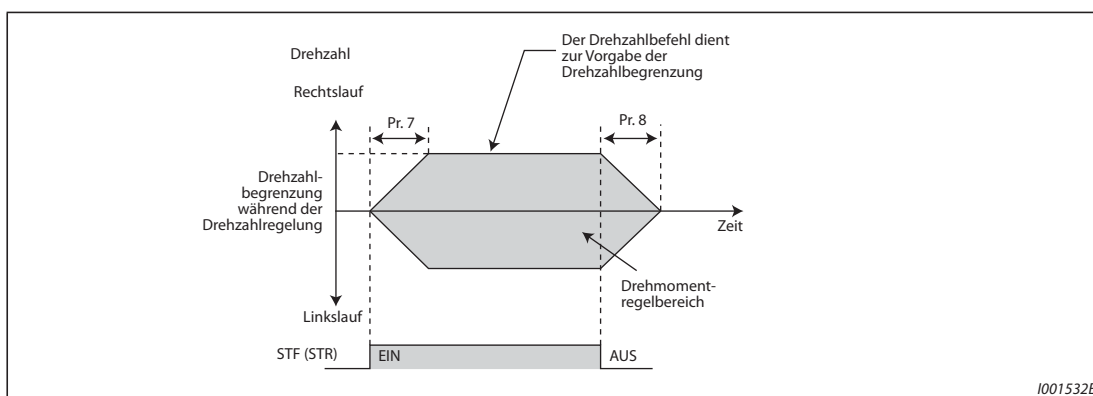 Drehzahl
Der Drehzahlbefehl dient
zur Vorgabe der
Drehzahlbegrenzung
Rechtslauf
Pr. 7
Pr. 8
Drehzahl-
begrenzung
während der
Drehzahlregelung
Zeit
Drehmoment-
regelbereich
Linkslauf
STF (STR)
EIN
AUS
I001532E